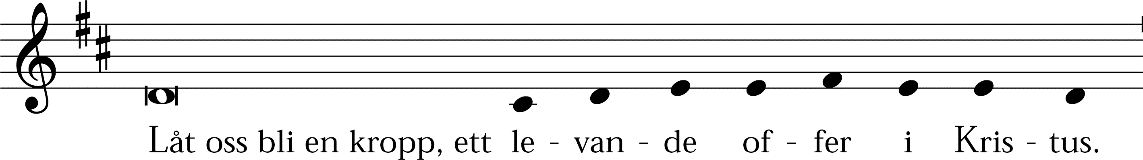 Låt oss bli en kropp, ett le - van - de of - fer i Kris - tus.